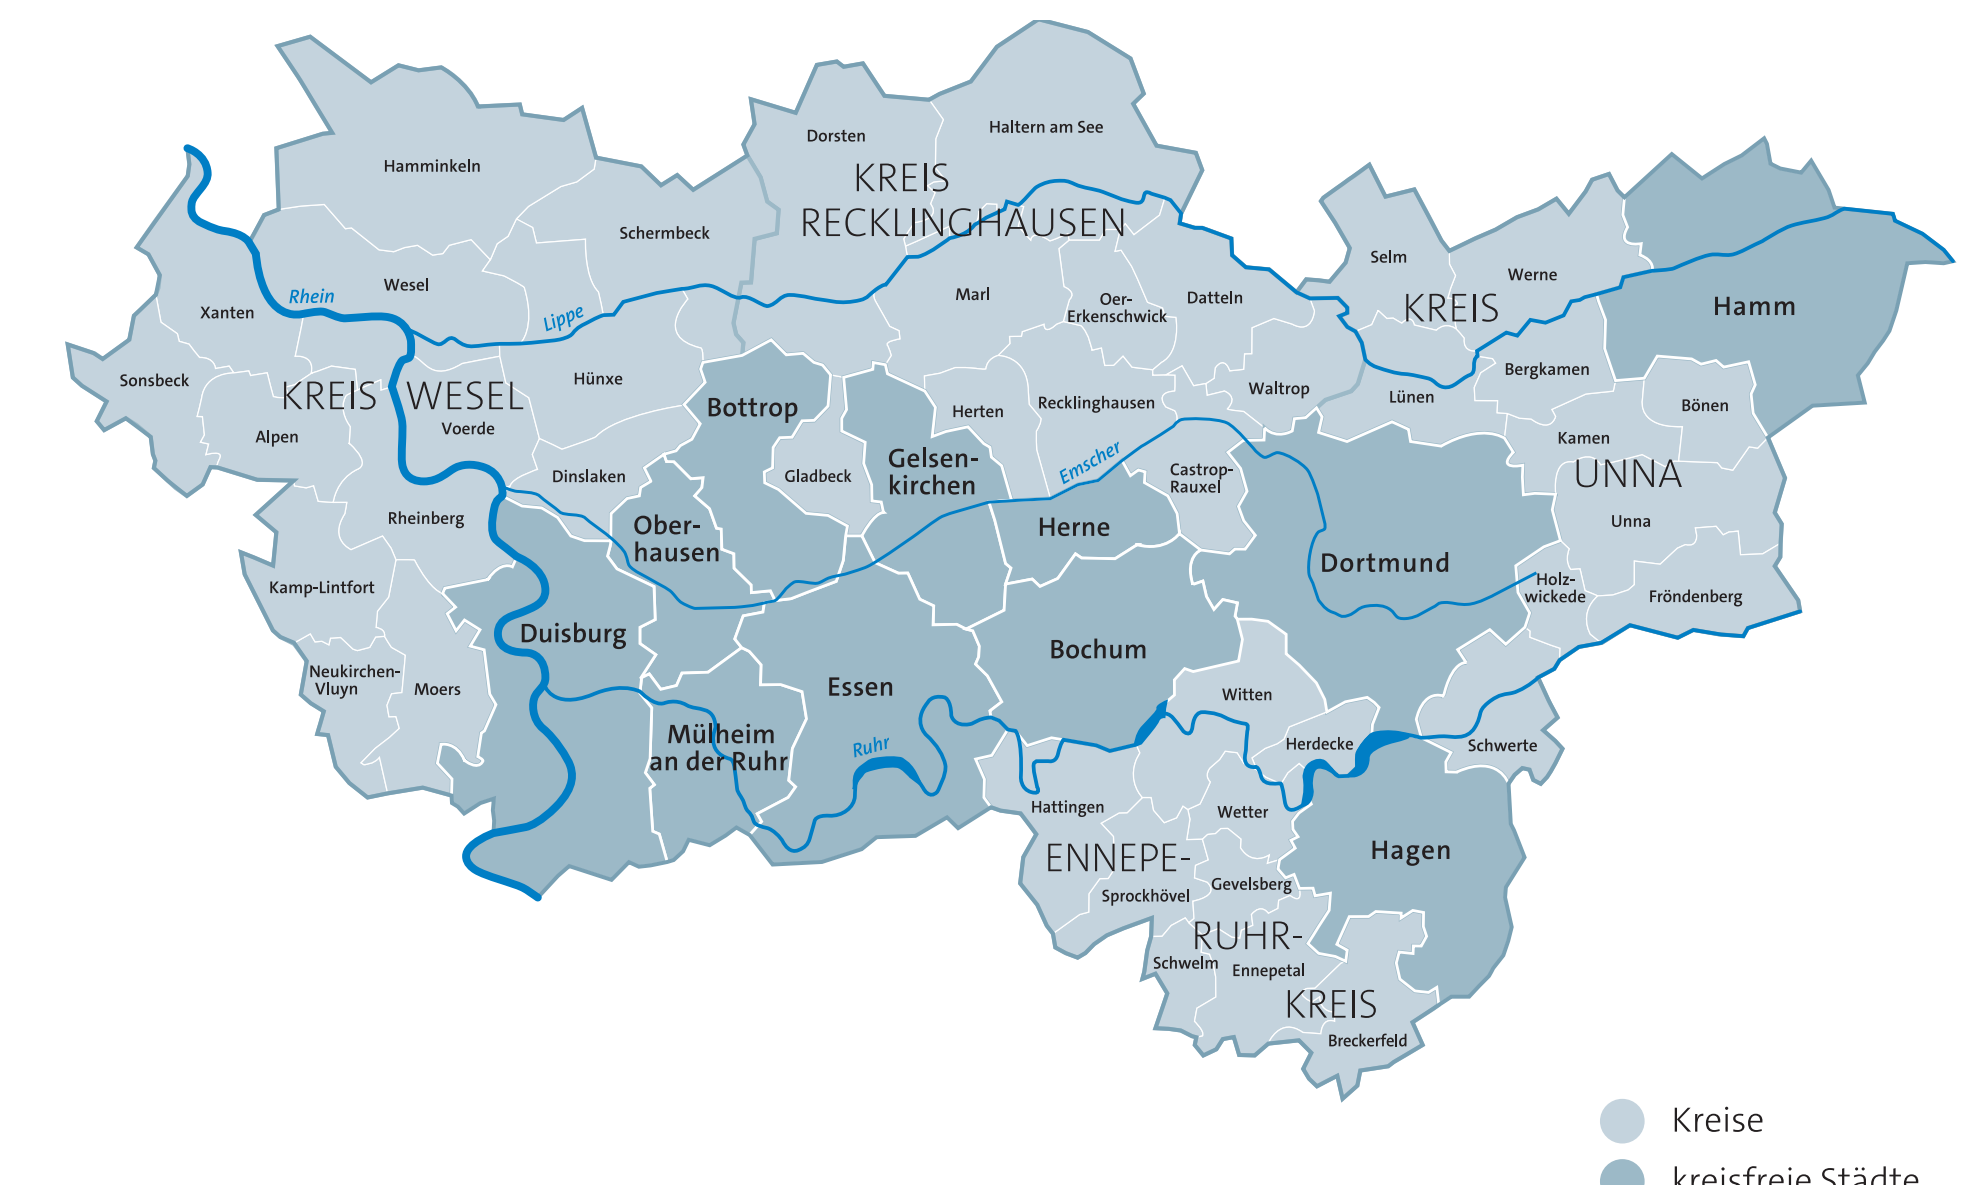 Dorsten
Haltern am See
Hamminkeln
KREIS
RECKLINGHAUSEN
Schermbeck
Selm
Werne
Wesel
Rhein
Xanten
Lippe
Marl
Oer-
Erkenschwick
Datteln
KREIS
Hamm
Sonsbeck
Hünxe
KREIS WESEL
Bergkamen
Waltrop
Lünen
Bönen
Bottrop
Herten
Recklinghausen
Alpen
Voerde
Kamen
UNNA
Dinslaken
Gladbeck
Gelsen-
kirchen
Emscher
Castrop-
Rauxel
Rheinberg
Ober-
hausen
Herne
Unna
Dortmund
Kamp-Lintfort
Holz-
wickede
Fröndenberg
Duisburg
Bochum
Neukirchen-
Vluyn
Moers
Essen
Witten
Mülheim
an der Ruhr
Ruhr
Herdecke
Schwerte
Hattingen
Wetter
ENNEPE-
Hagen
Sprockhövel
Gevelsberg
RUHR-
Schwelm
Ennepetal
KREIS
Breckerfeld
Kreise
kreisfreie Städte